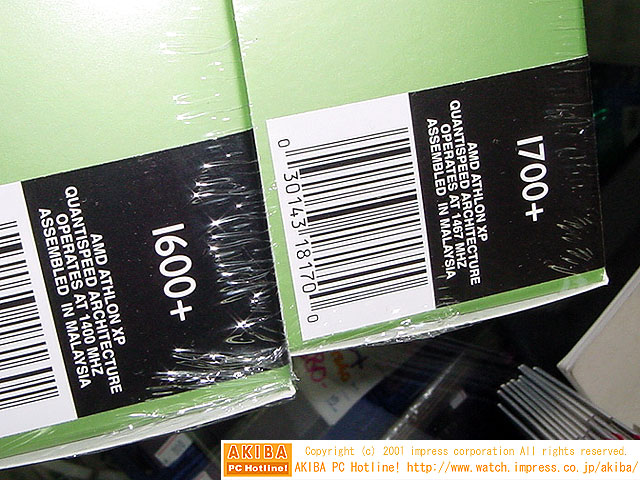 1600+
AMD ATHLON XP
QUANTISPEED ARCHITECTURE
OPERATES AT 1400 MHZ
ASSEMBLED IN MALAYSIA
1700+
AMD ATHLON XP
QUANTISPEED ARCHITECTURE
OPERATES AT 1467 MHZ
ASSEMBLED IN MALAYSIA
0 30143 18170 0
AKIBA
PC Hotline!
Copyright (c) 2001 impress corporation All rights reserved.
AKIBA PC Hotline! http://www.watch.impress.co.jp/akiba/